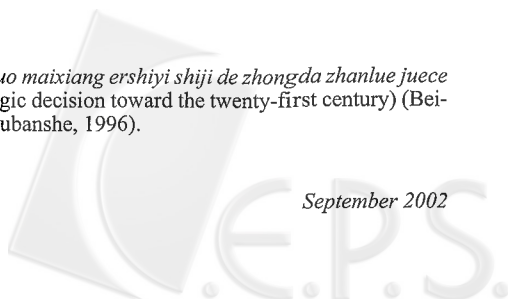 uo maixiang ershiyi shiji de zhongda zhanlue juece
gic decision toward the twenty-first century) (Bei-
ubanshe, 1996).
September 2002
C.E.P.S.